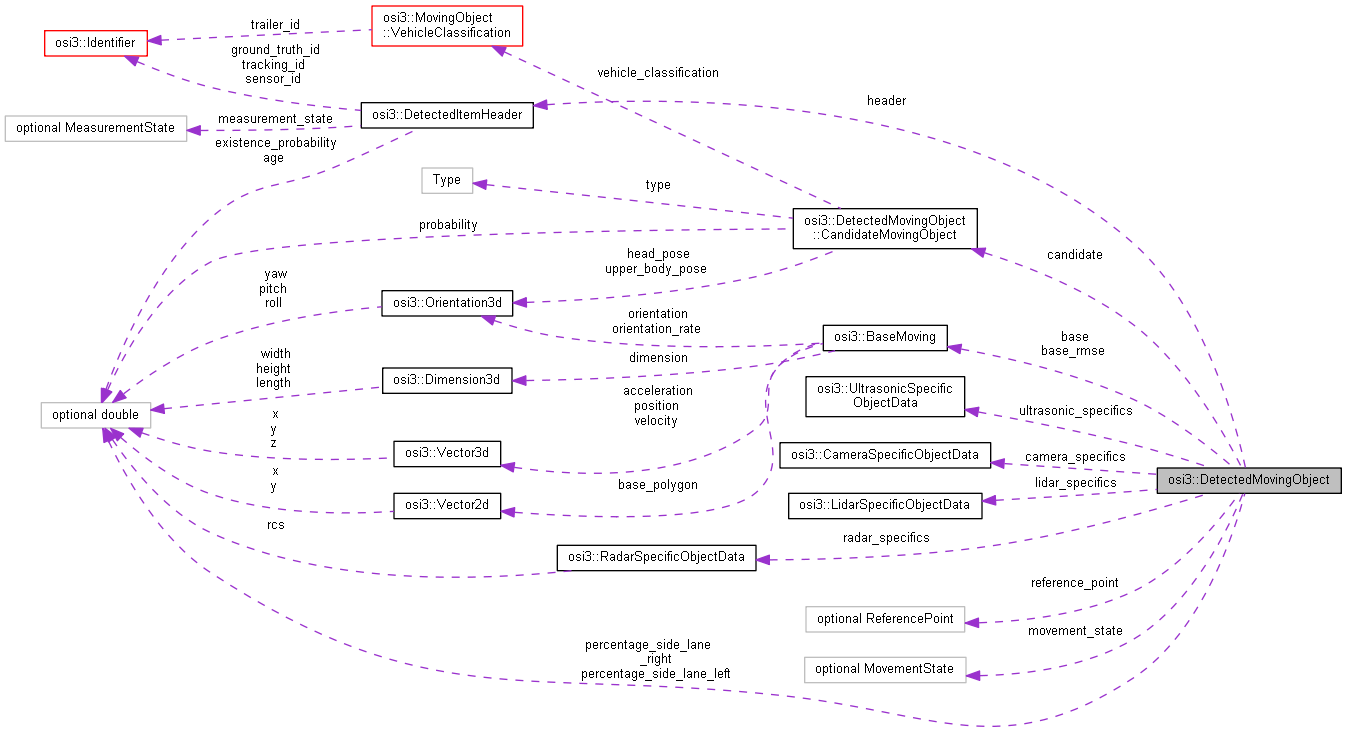 osi3::MovingObject
::VehicleClassification
trailer_id
osi3::Identifier
ground_truth_id
tracking_id
sensor_id
vehicle_classification
header
osi3::DetectedItemHeader
measurement_state
optional MeasurementState
existence_probability
age
Type
type
osi3::DetectedMovingObject
::CandidateMovingObject
probability
candidate
head_pose
upper_body_pose
yaw
pitch
roll
osi3::Orientation3d
orientation
orientation_rate
osi3::BaseMoving
base
base_rmse
width
height
length
dimension
osi3::Dimension3d
osi3::UltrasonicSpecific
ObjectData
acceleration
position
velocity
optional double
ultrasonic_specifics
x
y
z
osi3::Vector3d
osi3::CameraSpecificObjectData
camera_specifics
x
y
base_polygon
lidar_specifics
osi3::DetectedMovingObject
osi3::Vector2d
osi3::LidarSpecificObjectData
rcs
radar_specifics
osi3::RadarSpecificObjectData
reference_point
optional ReferencePoint
movement_state
percentage_side_lane
_right
percentage_side_lane_left
optional MovementState